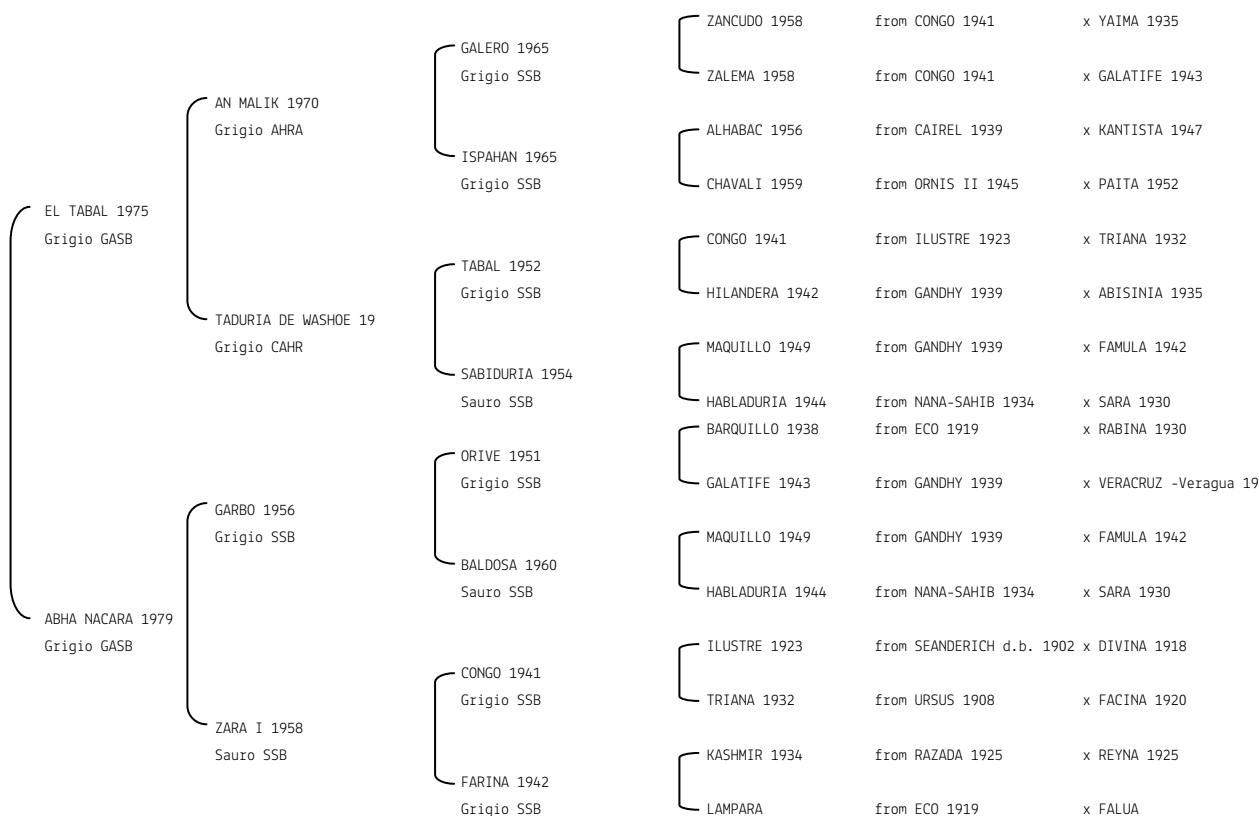 ZANCUDO 1958 from CONGO 1941 x YAIMA 1935
GALERO 1965
Grigio SSB
ZALEMA 1958 from CONGO 1941 x GALATIFE 1943
AN MALIK 1970
Grigio AHRA
ALHABAC 1956 from CAIREL 1939 x KANTISTA 1947
ISPAHAN 1965
Grigio SSB
CHAVALI 1959 from ORNIS II 1945 x PAITA 1952
EL TABAL 1975
Grigio GASB
CONGO 1941 from ILUSTRE 1923 x TRIANA 1932
TABAL 1952
Grigio SSB
HILANDERA 1942 from GANDHY 1939 x ABISINIA 1935
TADURIA DE WASHOE 19
Grigio CAHR
MAQUILLO 1949 from GANDHY 1939 x FAMULA 1942
SABIDURIA 1954
Sauro SSB
HABLADURIA 1944 from NANA-SAHIB 1934 x SARA 1930
BARQUILLO 1938 from ECO 1919 x RABINA 1930
ORIVE 1951
Grigio SSB
GALATIFE 1943 from GANDHY 1939 x VERACRUZ -Veragua 19
GARBO 1956
Grigio SSB
MAQUILLO 1949 from GANDHY 1939 x FAMULA 1942
BALDOSA 1960
Sauro SSB
HABLADURIA 1944 from NANA-SAHIB 1934 x SARA 1930
ABHA NACARA 1979
Grigio GASB
ILUSTRE 1923 from SEANDERICH d.b. 1902 x DIVINA 1918
CONGO 1941
Grigio SSB
TRIANA 1932 from URSUS 1908 x FACINA 1920
ZARA I 1958
Sauro SSB
KASHMIR 1934 from RAZADA 1925 x REYNA 1925
FARINA 1942
Grigio SSB
LAMPARA from ECO 1919 x FALUA